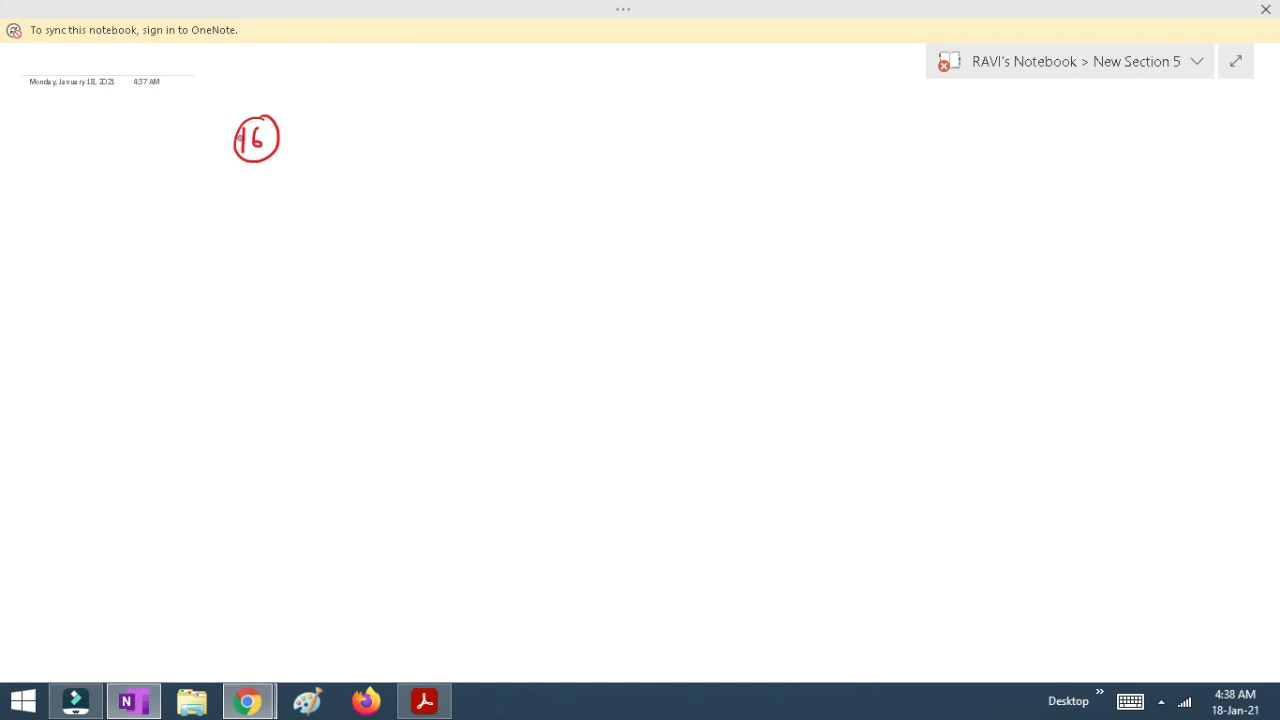 To sync this notebook, sign in to OneNote.
RAVI's Notebook > New Section 5
Monday, January 18, 2021 4:37 AM
16
Desktop
4:38 AM
18-Jan-21